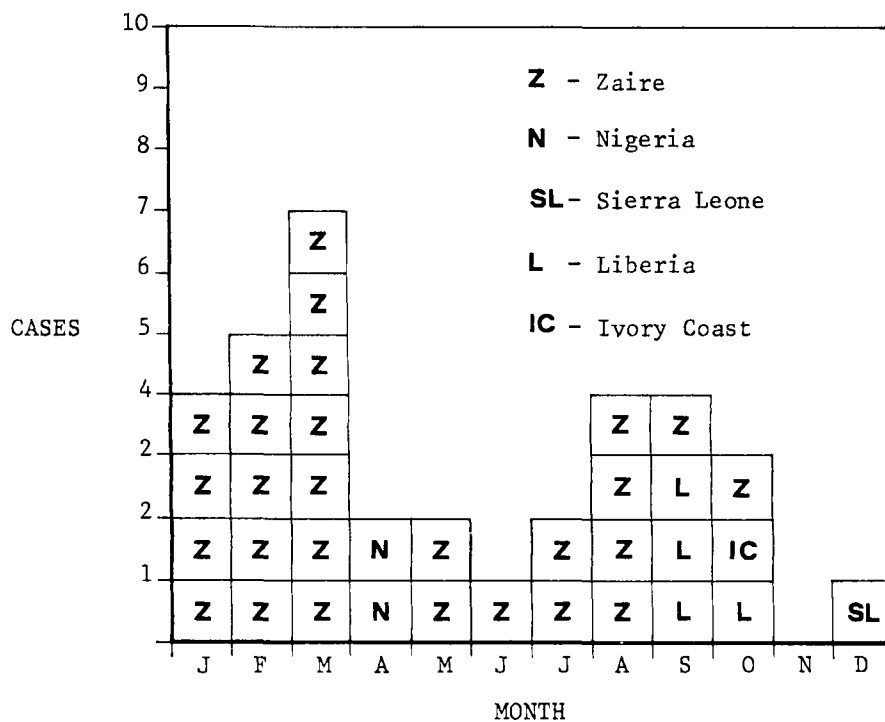 10
9
Z - Zaire
8
N - Nigeria
7
SL - Sierra Leone
Z
6
L - Liberia
Z
CASES
5
IC - Ivory Coast
Z Z
4
Z Z Z Z Z
2
Z Z Z Z L Z
2
Z Z Z N Z Z Z L IC
1
Z Z Z N Z Z Z Z L L SL
J F M A M J J A S O N D
MONTH